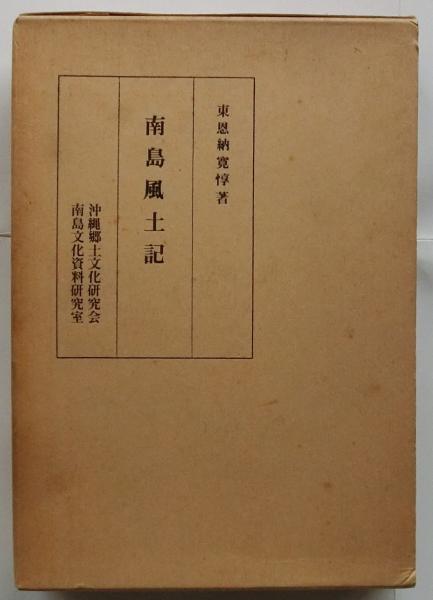 東恩納寛惇著
南島風土記
沖縄郷土文化研究会
南島文化資料研究室